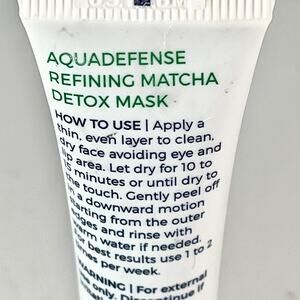 AQUADEFENSE
REFINING MATCHA
DETOX MASK
HOW TO USE | Apply a
thin, even layer to clean,
dry face avoiding eye and
lip area. Let dry for 10 to
15 minutes or until dry to
the touch. Gently peel off
in a downward motion
starting from the outer
edges and rinse with
warm water if needed.
For best results use 1 to 2
times per week.
WARNING | For external
use only. Discontinue if